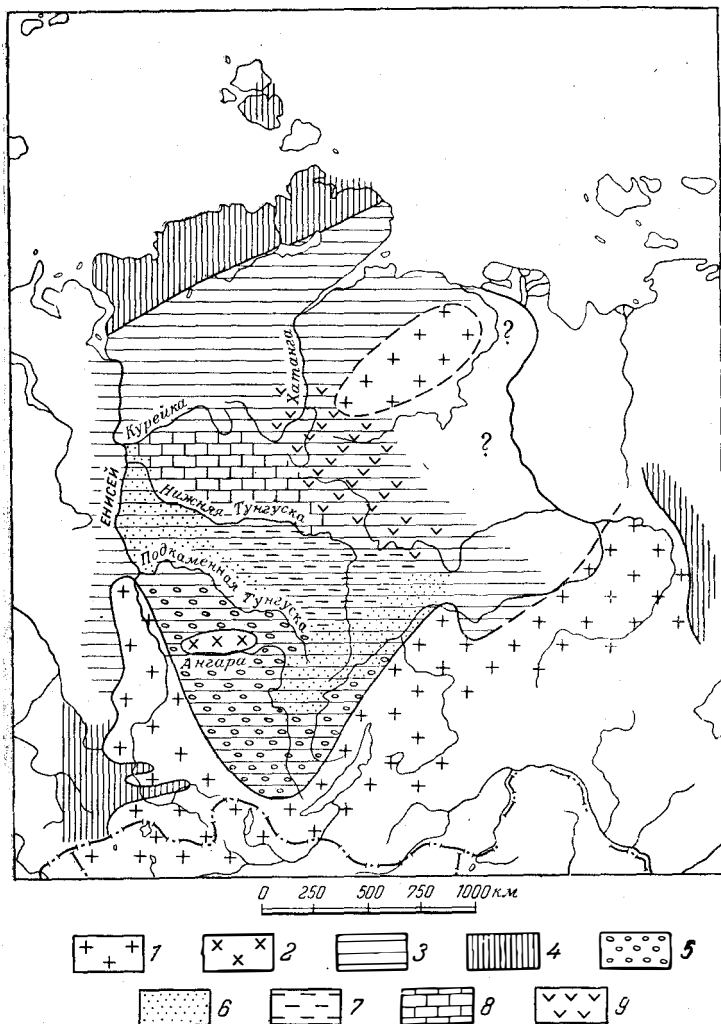 Хатанга
?
?
Курейка
ЕНИСЕЙ
Нижняя Тунгуска
Подкаменная Тунгуска
Ангара
0 250 500 750 1000 км
1 2 3 4 5
6 7 8 9